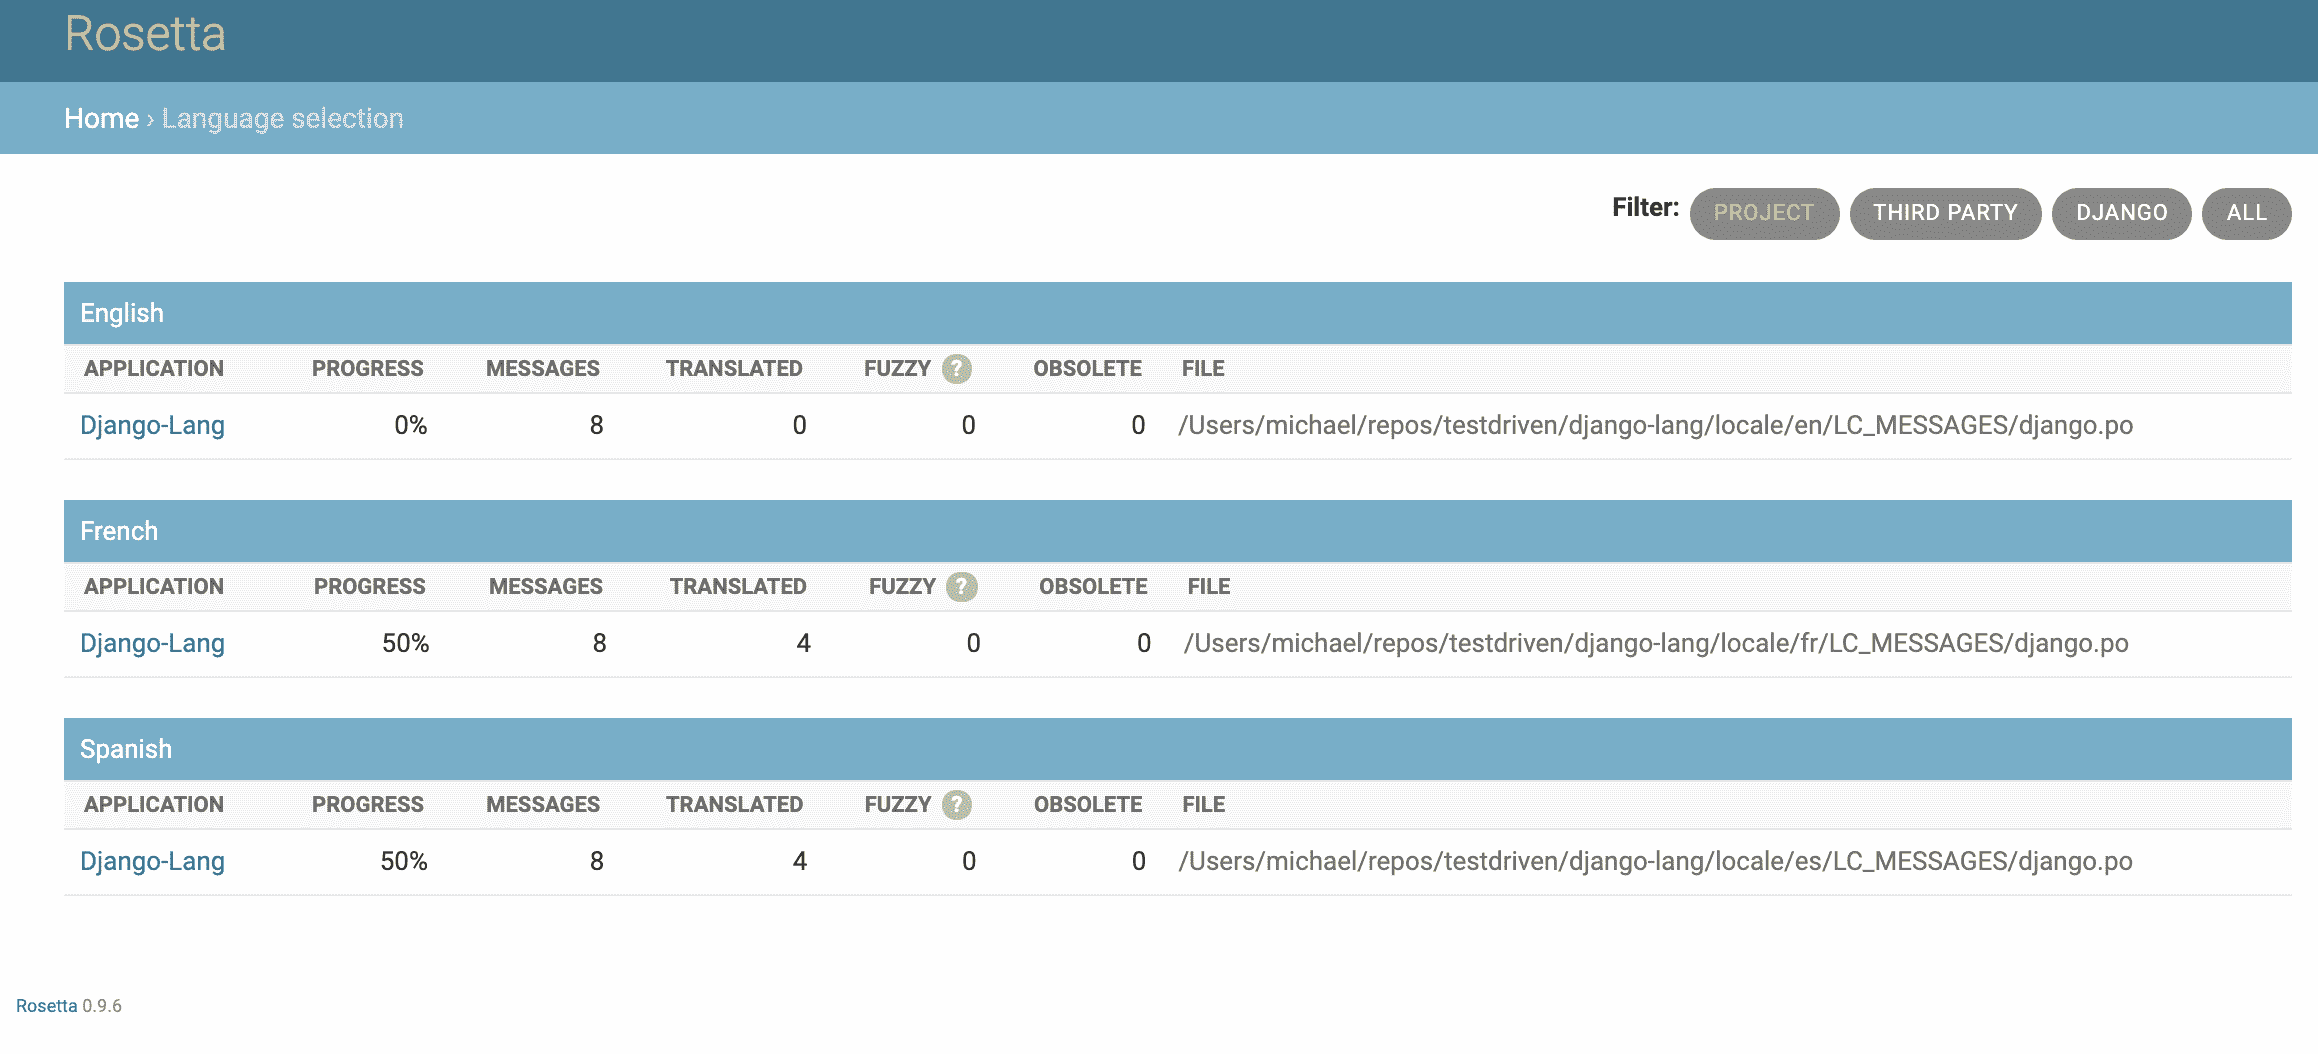 Rosetta
Home › Language selection
Filter: PROJECT THIRD PARTY DJANGO ALL
English
APPLICATION PROGRESS MESSAGES TRANSLATED FUZZY ? OBSOLETE FILE
Django-Lang 0% 8 0 0 0 /Users/michael/repos/testdriven/django-lang/locale/en/LC_MESSAGES/django.po
French
APPLICATION PROGRESS MESSAGES TRANSLATED FUZZY ? OBSOLETE FILE
Django-Lang 50% 8 4 0 0 /Users/michael/repos/testdriven/django-lang/locale/fr/LC_MESSAGES/django.po
Spanish
APPLICATION PROGRESS MESSAGES TRANSLATED FUZZY ? OBSOLETE FILE
Django-Lang 50% 8 4 0 0 /Users/michael/repos/testdriven/django-lang/locale/es/LC_MESSAGES/django.po
Rosetta 0.9.6